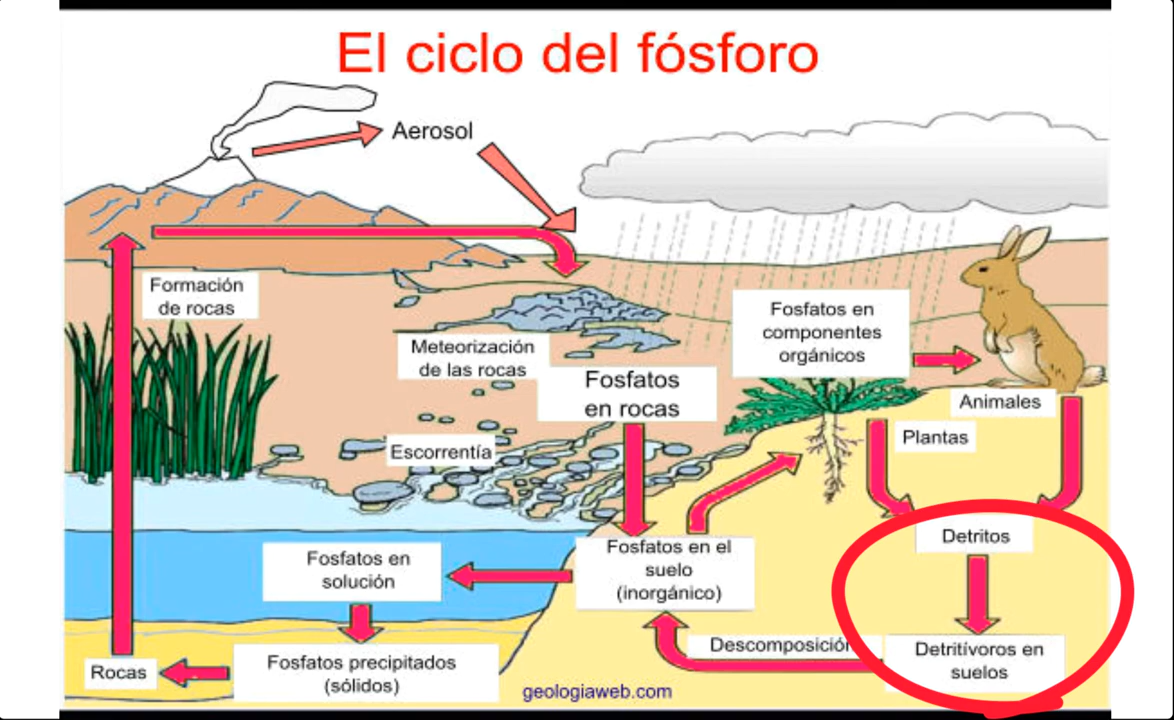 El ciclo del fósforo
Aerosol
Formación
de rocas
Meteorización
de las rocas
Fosfatos
en rocas
Fosfatos en
componentes
orgánicos
Animales
Plantas
Escorrentía
Detritos
Fosfatos en el
suelo
(inorgánico)
Fosfatos en
solución
Descomposición
Detritívoros en
suelos
Fosfatos precipitados
(sólidos)
Rocas
geologiaweb.com